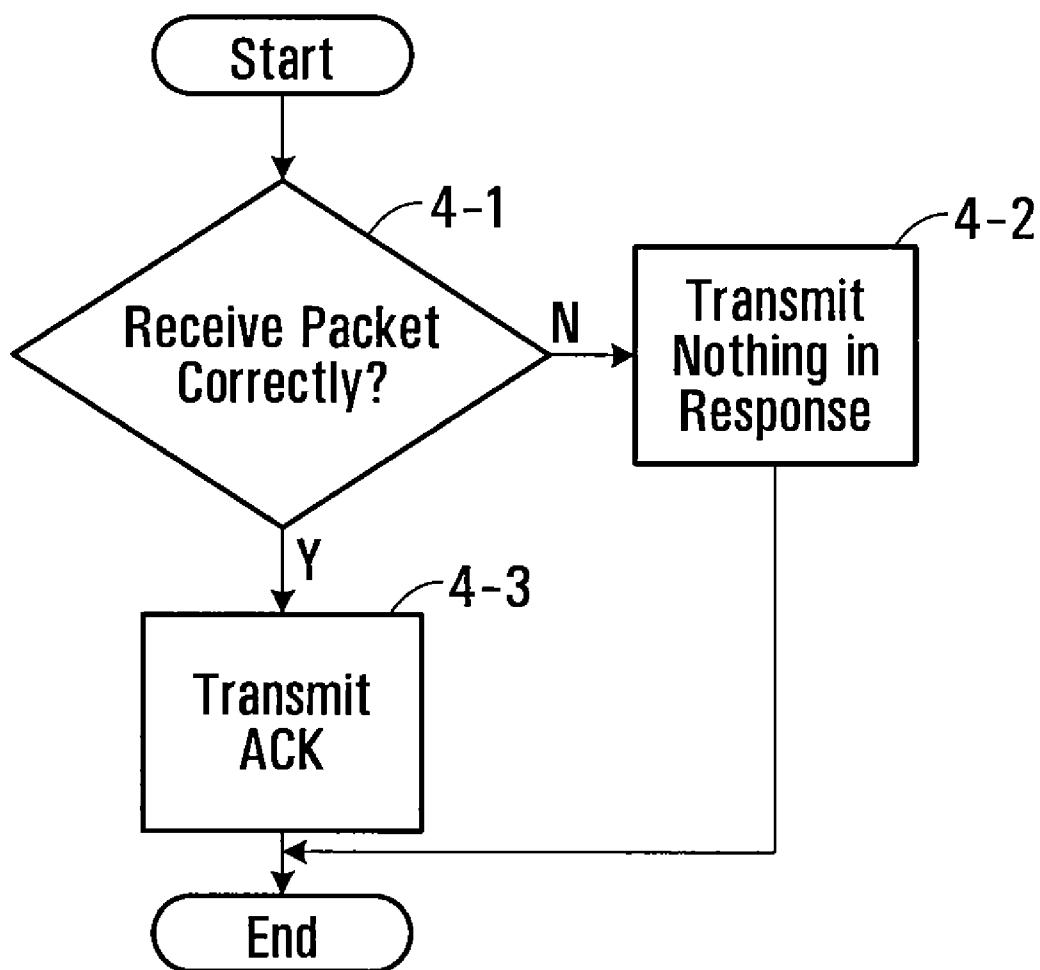 Start
4-1
Receive Packet
Correctly?
N
4-2
Transmit
Nothing in
Response
Y
4-3
Transmit
ACK
End